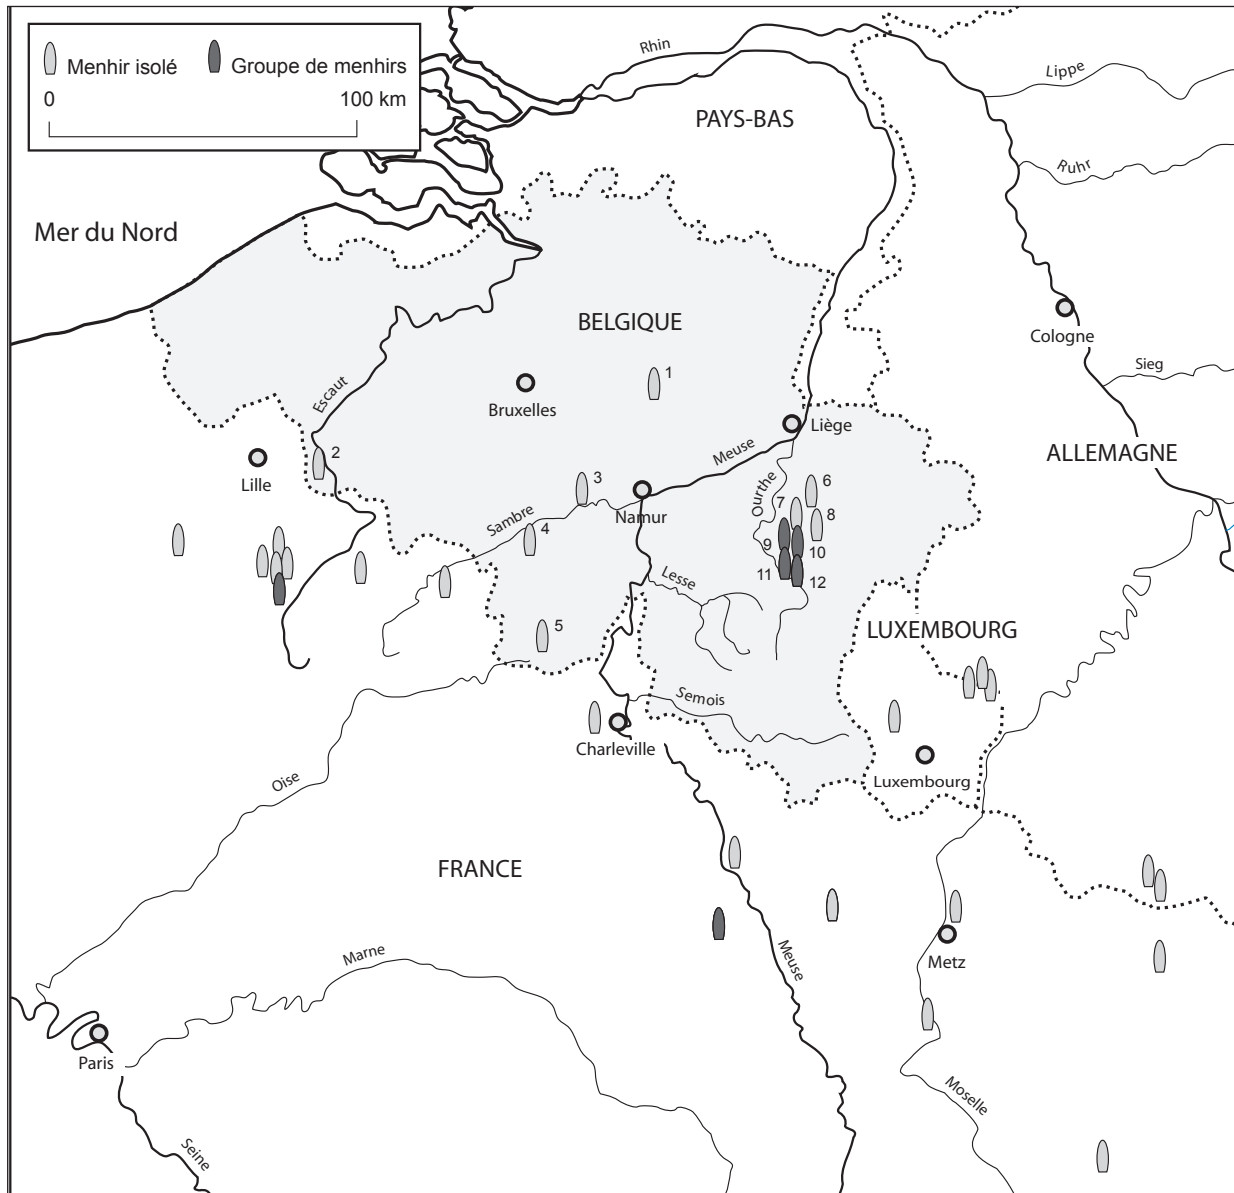 Menhir isolé
Groupe de menhirs
0
100 km
Rhin
Lippe
PAYS-BAS
Ruhr
Mer du Nord
BELGIQUE
Cologne
Sieg
Escaut
1
Bruxelles
Liège
Meuse
ALLEMAGNE
2
Lille
3
Namur
Ourthe
6
7
8
Sambre
4
9
10
11
12
Lesse
5
LUXEMBOURG
Semois
Charleville
Luxembourg
Oise
FRANCE
Marne
Meuse
Metz
Paris
Moselle
Seine